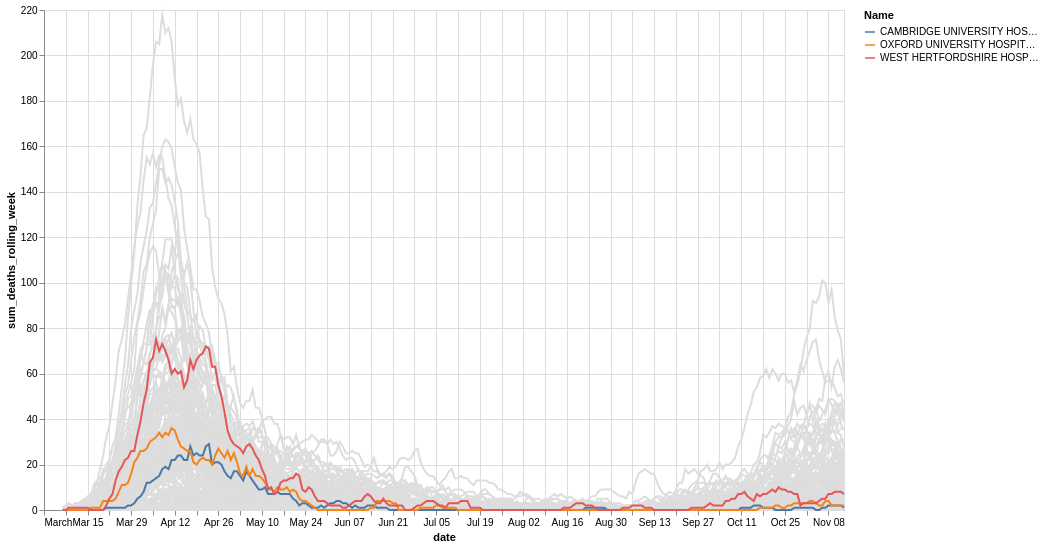 220
200
180
160
140
120
100
80
60
40
20
0
sum_deaths_rolling_week
March Mar 15 Mar 29 Apr 12 Apr 26 May 10 May 24 Jun 07 Jun 21 Jul 05 Jul 19 Aug 02 Aug 16 Aug 30 Sep 13 Sep 27 Oct 11 Oct 25 Nov 08
date
Name
CAMBRIDGE UNIVERSITY HOS…
OXFORD UNIVERSITY HOSPIT…
WEST HERTFORDSHIRE HOSP…